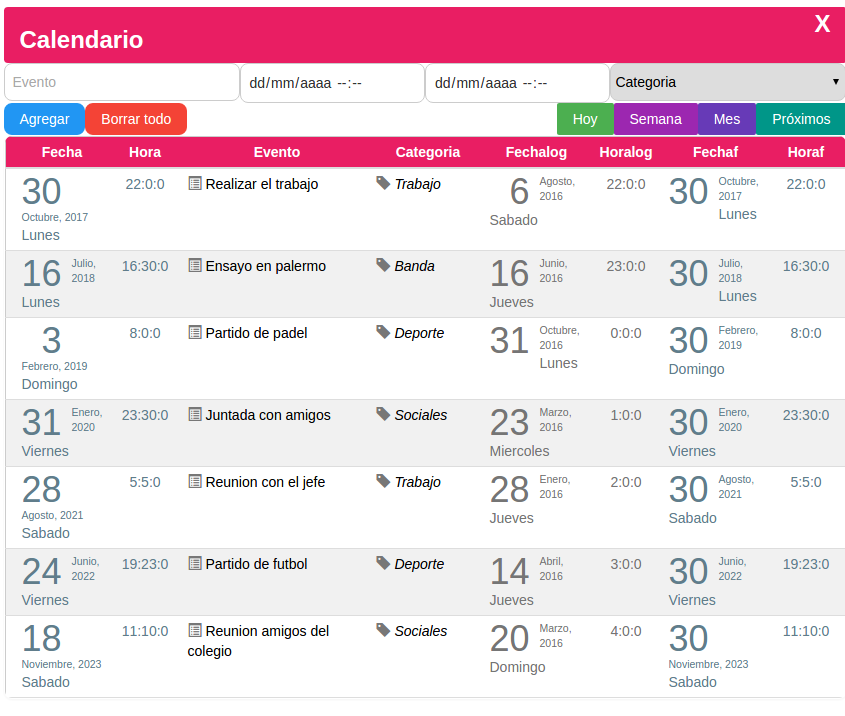 X
Calendario
Evento dd/mm/aaaa --:-- dd/mm/aaaa --:-- Categoria
Agregar Borrar todo Hoy Semana Mes Próximos
Fecha Hora Evento Categoria Fechalog Horalog Fechaf Horaf
30 22:0:0 Realizar el trabajo Trabajo 6 Agosto, 2016 22:0:0 30 Octubre, 2017 22:0:0
Octubre, 2017
Lunes Sabado Lunes
16 Julio, 2018 16:30:0 Ensayo en palermo Banda 16 Junio, 2016 23:0:0 30 Julio, 2018 16:30:0
Lunes Jueves Lunes
3 8:0:0 Partido de padel Deporte 31 Octubre, 2016 0:0:0 30 Febrero, 2019 8:0:0
Febrero, 2019
Domingo Lunes Domingo
31 Enero, 2020 23:30:0 Juntada con amigos Sociales 23 Marzo, 2016 1:0:0 30 Enero, 2020 23:30:0
Viernes Miercoles Viernes
28 5:5:0 Reunion con el jefe Trabajo 28 Enero, 2016 2:0:0 30 Agosto, 2021 5:5:0
Agosto, 2021
Sabado Jueves Sabado
24 Junio, 2022 19:23:0 Partido de futbol Deporte 14 Abril, 2016 3:0:0 30 Junio, 2022 19:23:0
Viernes Jueves Viernes
18 11:10:0 Reunion amigos del Sociales 20 Marzo, 2016 4:0:0 30 11:10:0
Noviembre, 2023 colegio Noviembre, 2023
Sabado Domingo Sabado